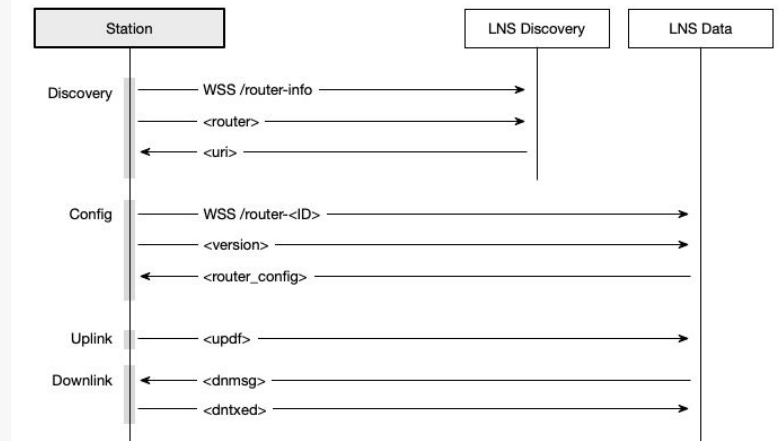 Station
LNS Discovery
LNS Data
Discovery
WSS /router-info
<router>
<uri>
Config
WSS /router-<ID>
<version>
<router_config>
Uplink
<updf>
Downlink
<dnmsg>
<dntxed>